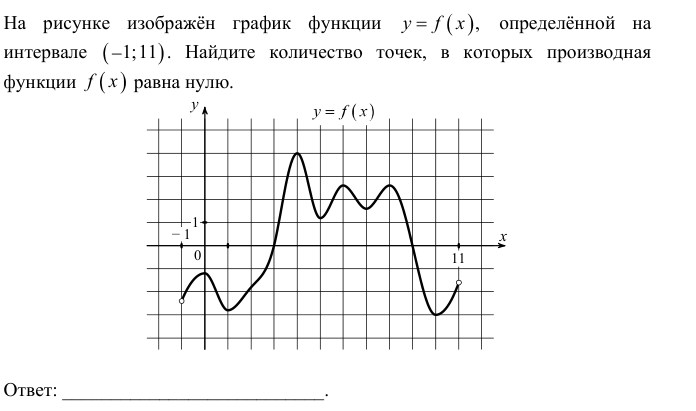 На рисунке изображён график функции y = f(x), определённой на
интервале (–1;11). Найдите количество точек, в которых производная
функции f(x) равна нулю.
y
y = f(x)
1
–1
x
0
11
Ответ: ____________________________.